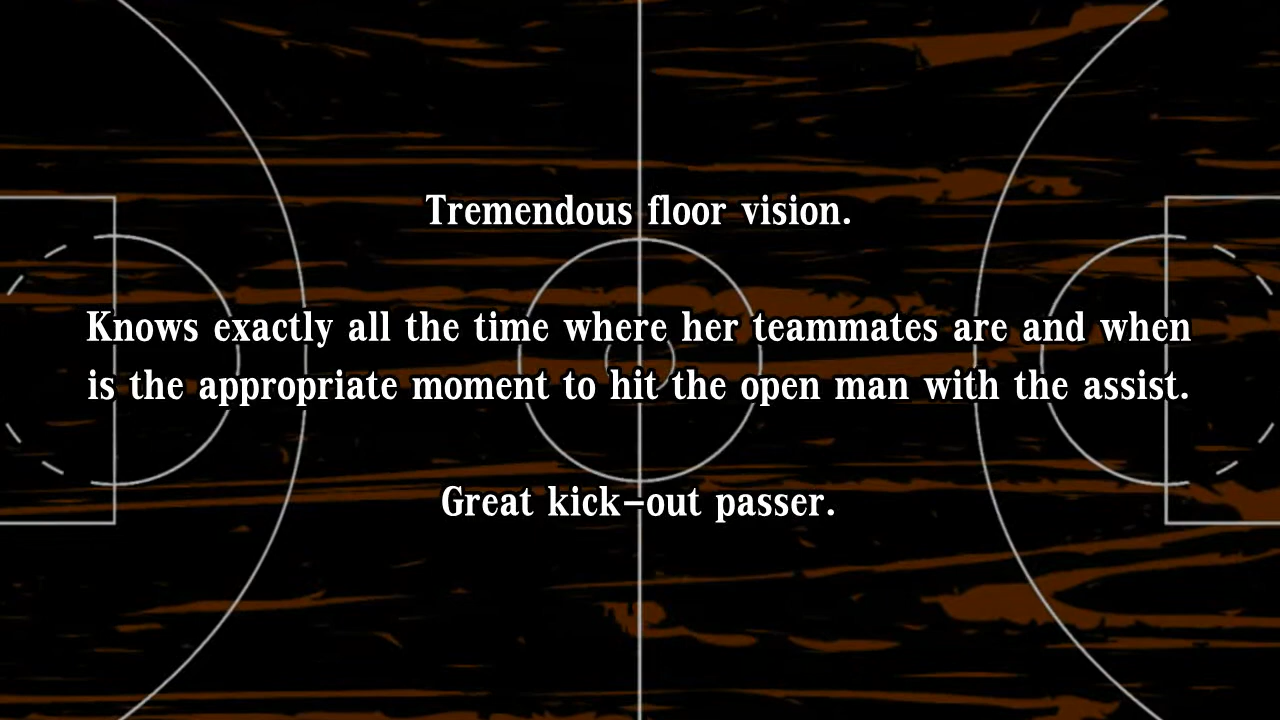 Tremendous floor vision.
Knows exactly all the time where her teammates are and when
is the appropriate moment to hit the open man with the assist.
Great kick-out passer.